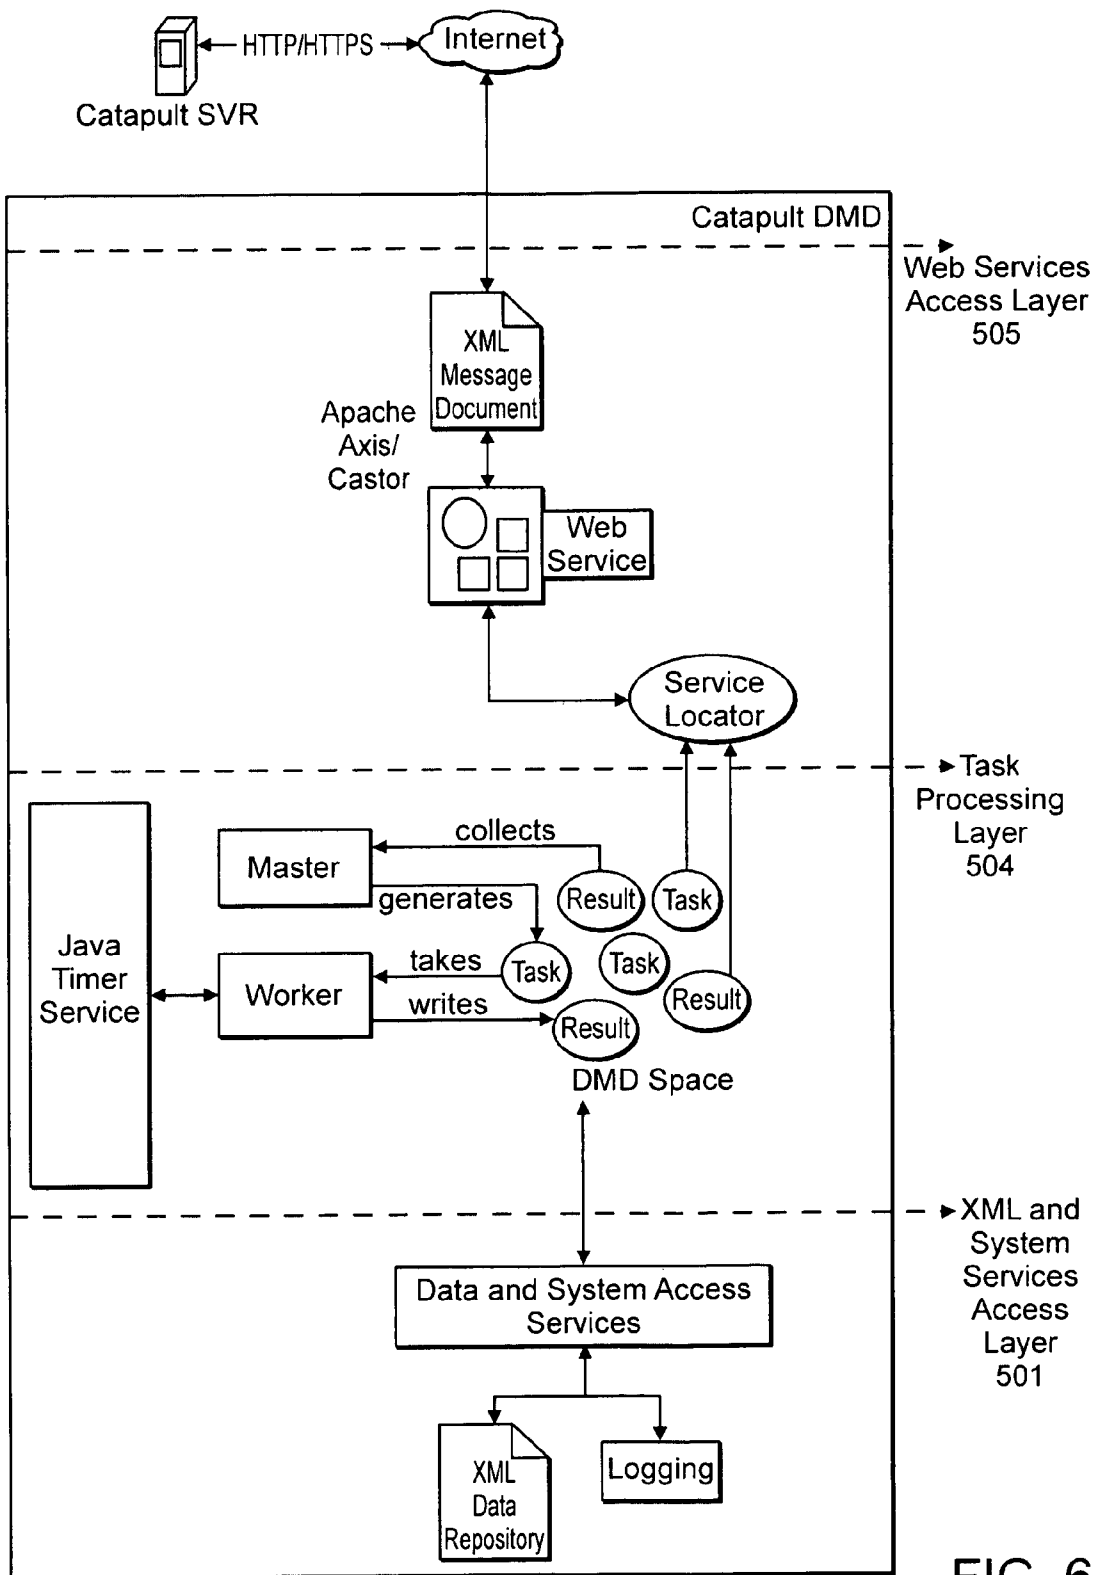 HTTP/HTTPS
Internet
Catapult SVR
Catapult DMD
Web Services
Access Layer
505
XML
Message
Document
Apache
Axis/
Castor
Web
Service
Service
Locator
Task
Processing
Layer
504
Java
Timer
Service
Master
collects
generates
Result
Task
Worker
takes
writes
Task
Task
Result
Result
DMD Space
XML and
System
Services
Access
Layer
501
Data and System Access
Services
XML
Data
Repository
Logging
FIG. 6